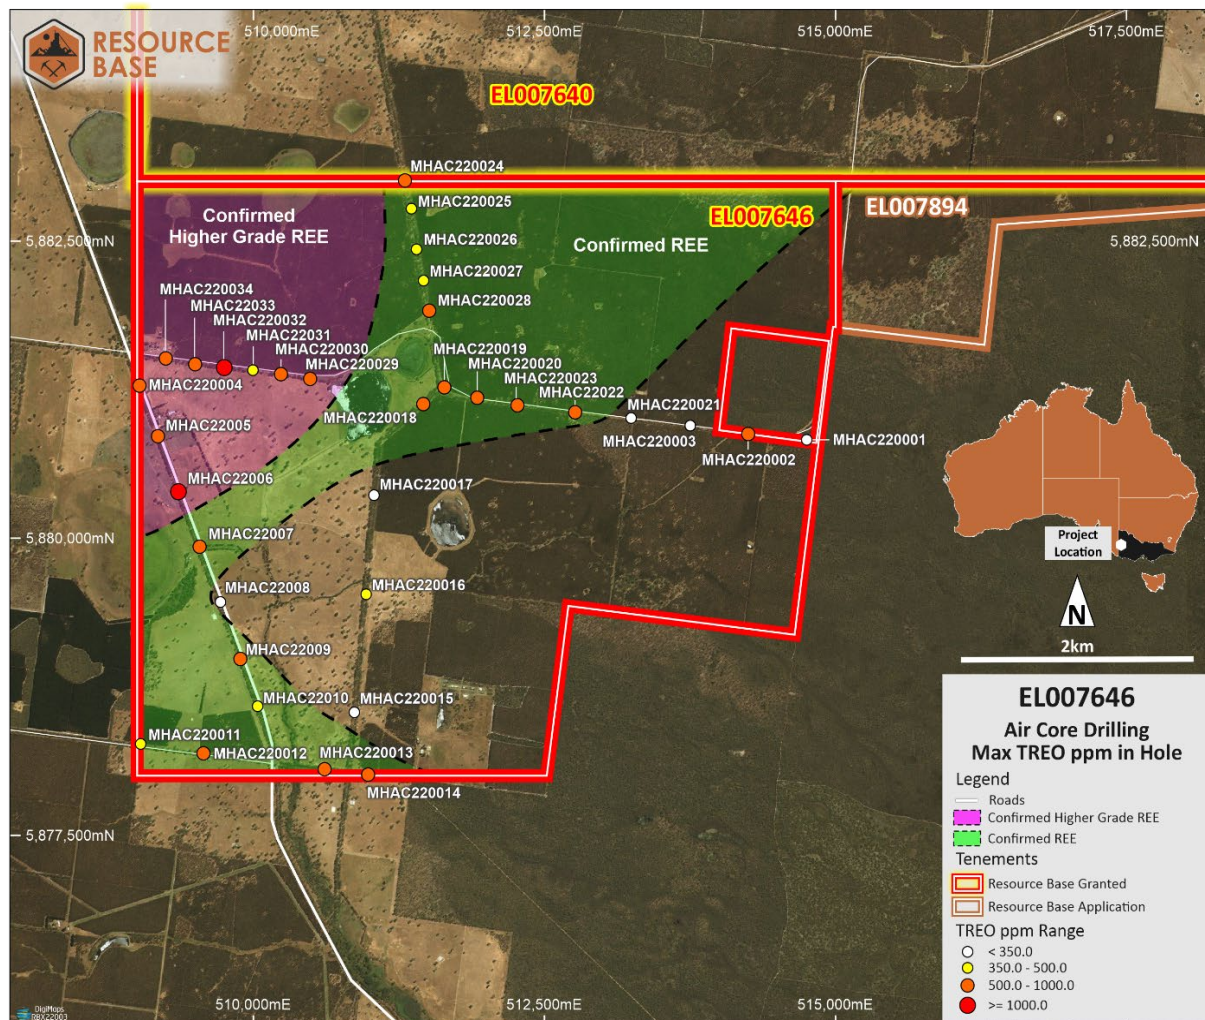 510,000mE
512,500mE
515,000mE
517,500mE
RESOURCE
BASE
EL007640
MHAC220024
MHAC220025
EL007646
EL007894
Confirmed
Higher Grade REE
Confirmed REE
5,882,500mN
5,882,500mN
MHAC220026
MHAC220027
MHAC220028
MHAC220034
MHAC22033
MHAC220032
MHAC22031
MHAC220030
MHAC220029
MHAC220019
MHAC220020
MHAC220023
MHAC22022
MHAC220004
MHAC220018
MHAC220021
MHAC22005
MHAC220003
MHAC220002
MHAC220001
MHAC22006
MHAC220017
5,880,000mN
MHAC22007
Project
Location
MHAC22008
MHAC220016
N
2km
MHAC22009
MHAC22010
MHAC220015
MHAC220011
MHAC220012
MHAC220013
MHAC220014
5,877,500mN
EL007646
Air Core Drilling
Max TREO ppm in Hole
Legend
Roads
Confirmed Higher Grade REE
Confirmed REE
Tenements
Resource Base Granted
Resource Base Application
TREO ppm Range
< 350.0
350.0 - 500.0
500.0 - 1000.0
>= 1000.0
510,000mE
512,500mE
515,000mE
DigiMaps
RBX22003